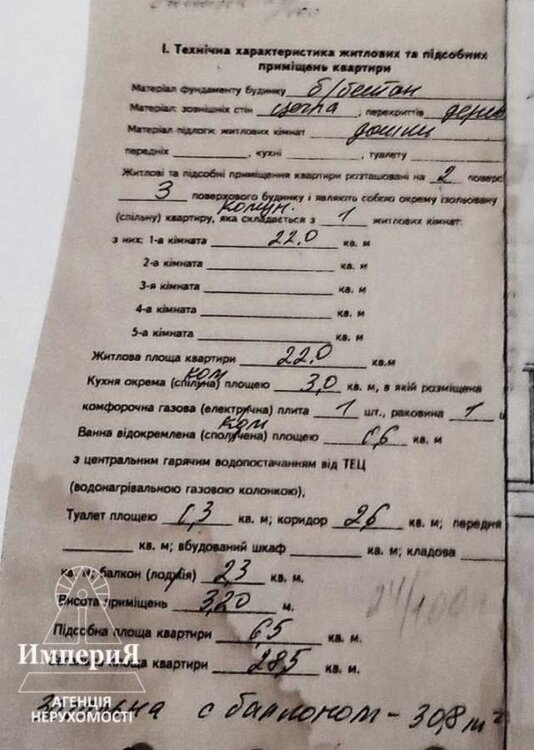 І. Технічна характеристика житлових та підсобних
приміщень квартири
Матеріал фундаменту будинку б/бетон
Матеріал: зовнішніх стін цегла, перекриттів дерев
Матеріал підлоги: житлових кімнат дошки
передніх , кухні , туалету
Житлові та підсобні приміщення квартири розташовані на 2 поверсі
3 поверхового будинку і являють собою окрему ізольовану
комун.
(спільну) квартиру, яка складається з 1 житлових кімнат:
з них: 1-а кімната 22,0 кв. м
2-а кімната кв. м
3-я кімната кв. м
4-а кімната кв. м
5-а кімната кв. м
Житлова площа квартири 22,0 кв.м
ком
Кухня окрема (спільна) площею 3,0 кв. м, в якій розміщена
комфорочна газова (електрична) плита 1 шт., раковина 1 ш
ком
Ванна відокремлена (сполучена) площею кв. м
з центральним гарячим водопостачанням від ТЕЦ
(водонагрівальною газовою колонкою),
Туалет площею кв. м; коридор 2,6 кв. м; передня
кв. м; вбудований шкаф кв. м; кладова
кв. м; балкон (лоджія) 2,3 кв. м.
Висота приміщень 3,20 м.
24/100
Підсобна площа квартири 6,5 кв. м.
площа квартири 28,5 кв. м.
с балконом - 30,8 м²
ИмпериЯ
АГЕНЦІЯ
НЕРУХОМОСТІ